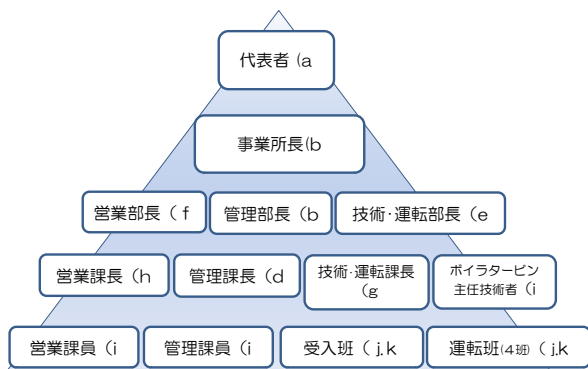 代表者 (a
事業所長(b
営業部長 ( f
管理部長 (b
技術・運転部長 (e
営業課長 (h
管理課長 (d
技術･運転課長
(g
ボイラタービン
主任技術者 (i
営業課員 (i
管理課員 (i
受入班 ( j.k
運転班(4班) ( j.k